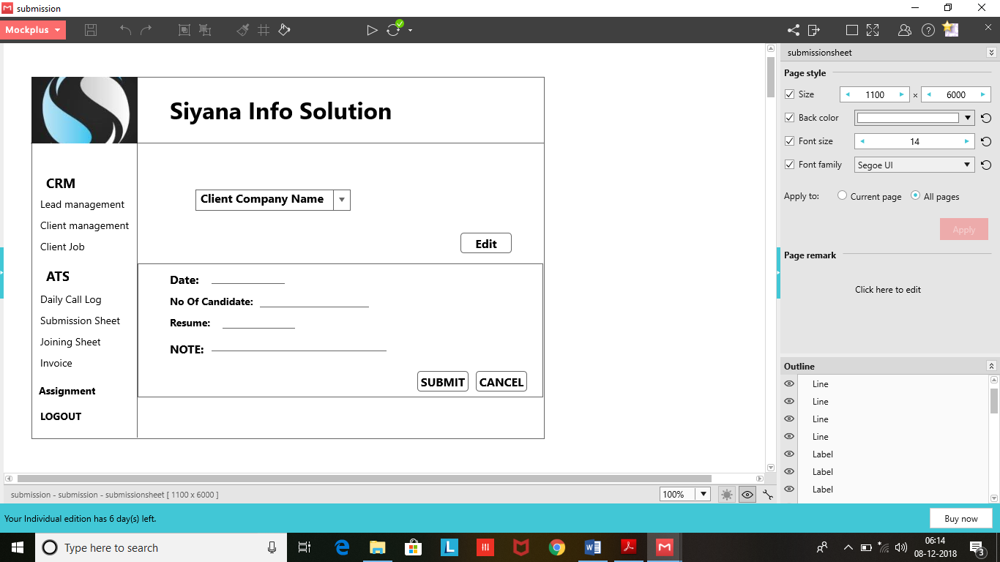 submission
Mockplus
submissionsheet
Page style
Size 1100 × 6000
Back color
Font size 14
Font family Segoe UI
Apply to: Current page All pages
Apply
Page remark
Click here to edit
Outline
Line
Line
Line
Line
Label
Label
Label
Siyana Info Solution
CRM
Lead management
Client management
Client Job
ATS
Daily Call Log
Submission Sheet
Joining Sheet
Invoice
Assignment
LOGOUT
Client Company Name
Edit
Date:
No Of Candidate:
Resume:
NOTE:
SUBMIT CANCEL
submission - submission - submissionsheet [ 1100 x 6000 ]
100%
Your Individual edition has 6 day(s) left.
Buy now
Type here to search
06:14
08-12-2018
3